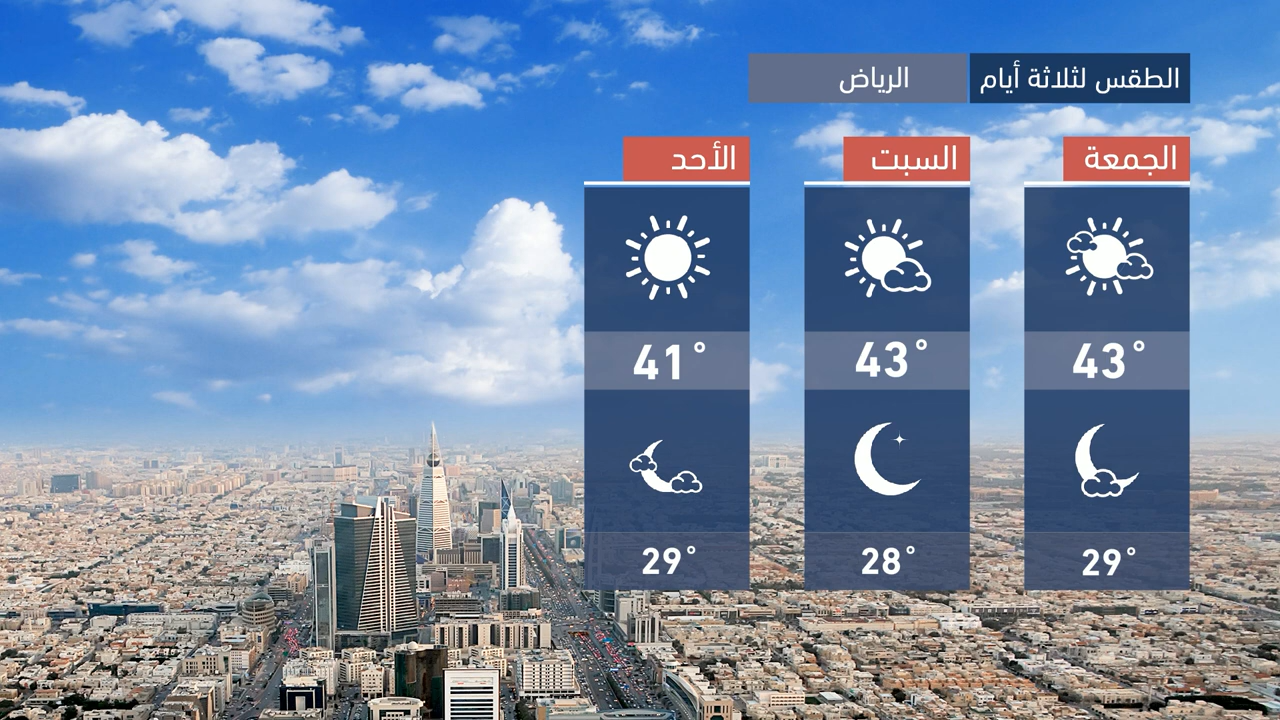 الطقس لثلاثة أيام
الرياض
الجمعة
43°
29°
السبت
43°
28°
الأحد
41°
29°